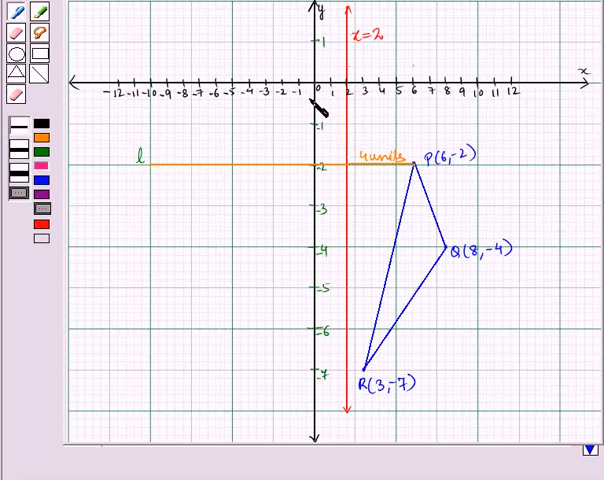 y
1
x=2
x
-12 -11 -10 -9 -8 -7 -6 -5 -4 -3 -2 -1 0 1 2 3 4 5 6 7 8 9 10 11 12
-1
l
4 units
P(6,-2)
-2
-3
-4
Q(8,-4)
-5
-6
-7
R(3,-7)